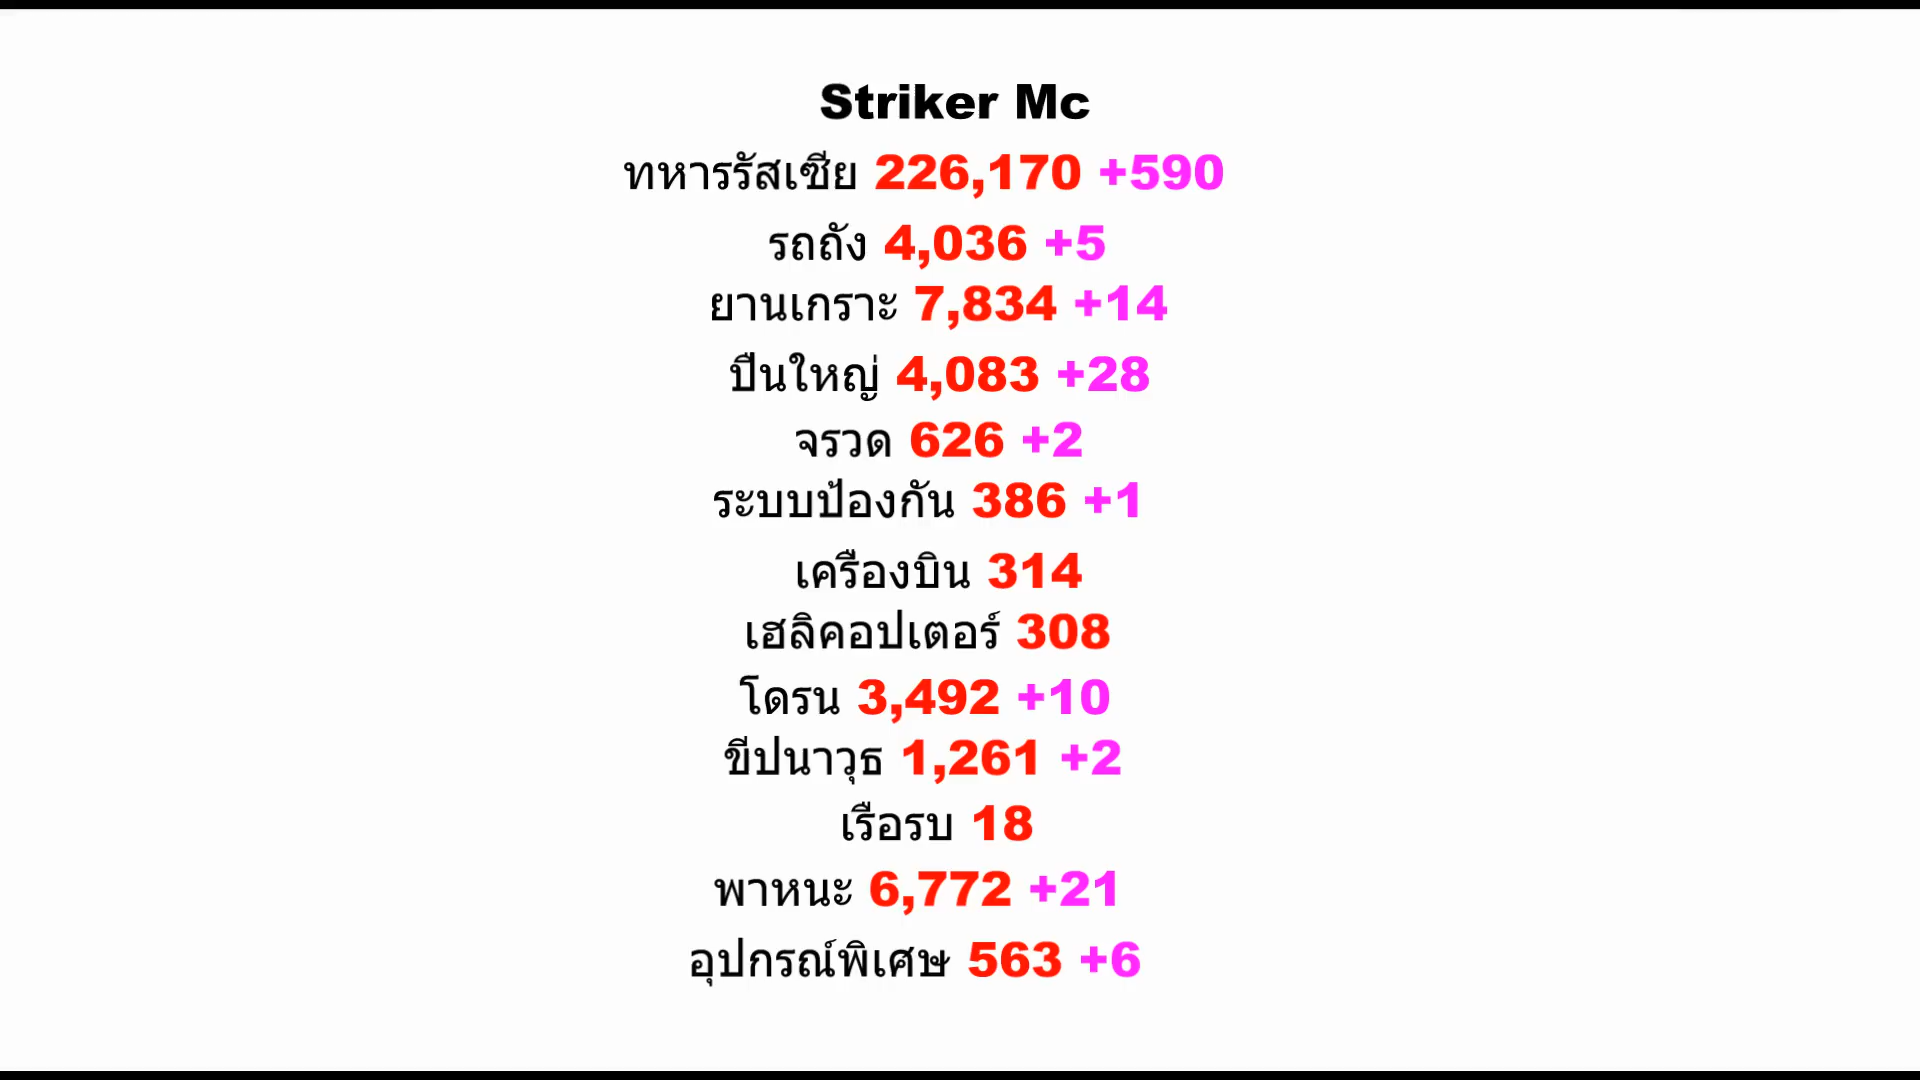 Striker Mc
ทหารรัสเซีย 226,170 +590
รถถัง 4,036 +5
ยานเกราะ 7,834 +14
ปืนใหญ่ 4,083 +28
จรวด 626 +2
ระบบป้องกัน 386 +1
เครื่องบิน 314
เฮลิคอปเตอร์ 308
โดรน 3,492 +10
ขีปนาวุธ 1,261 +2
เรือรบ 18
พาหนะ 6,772 +21
อุปกรณ์พิเศษ 563 +6